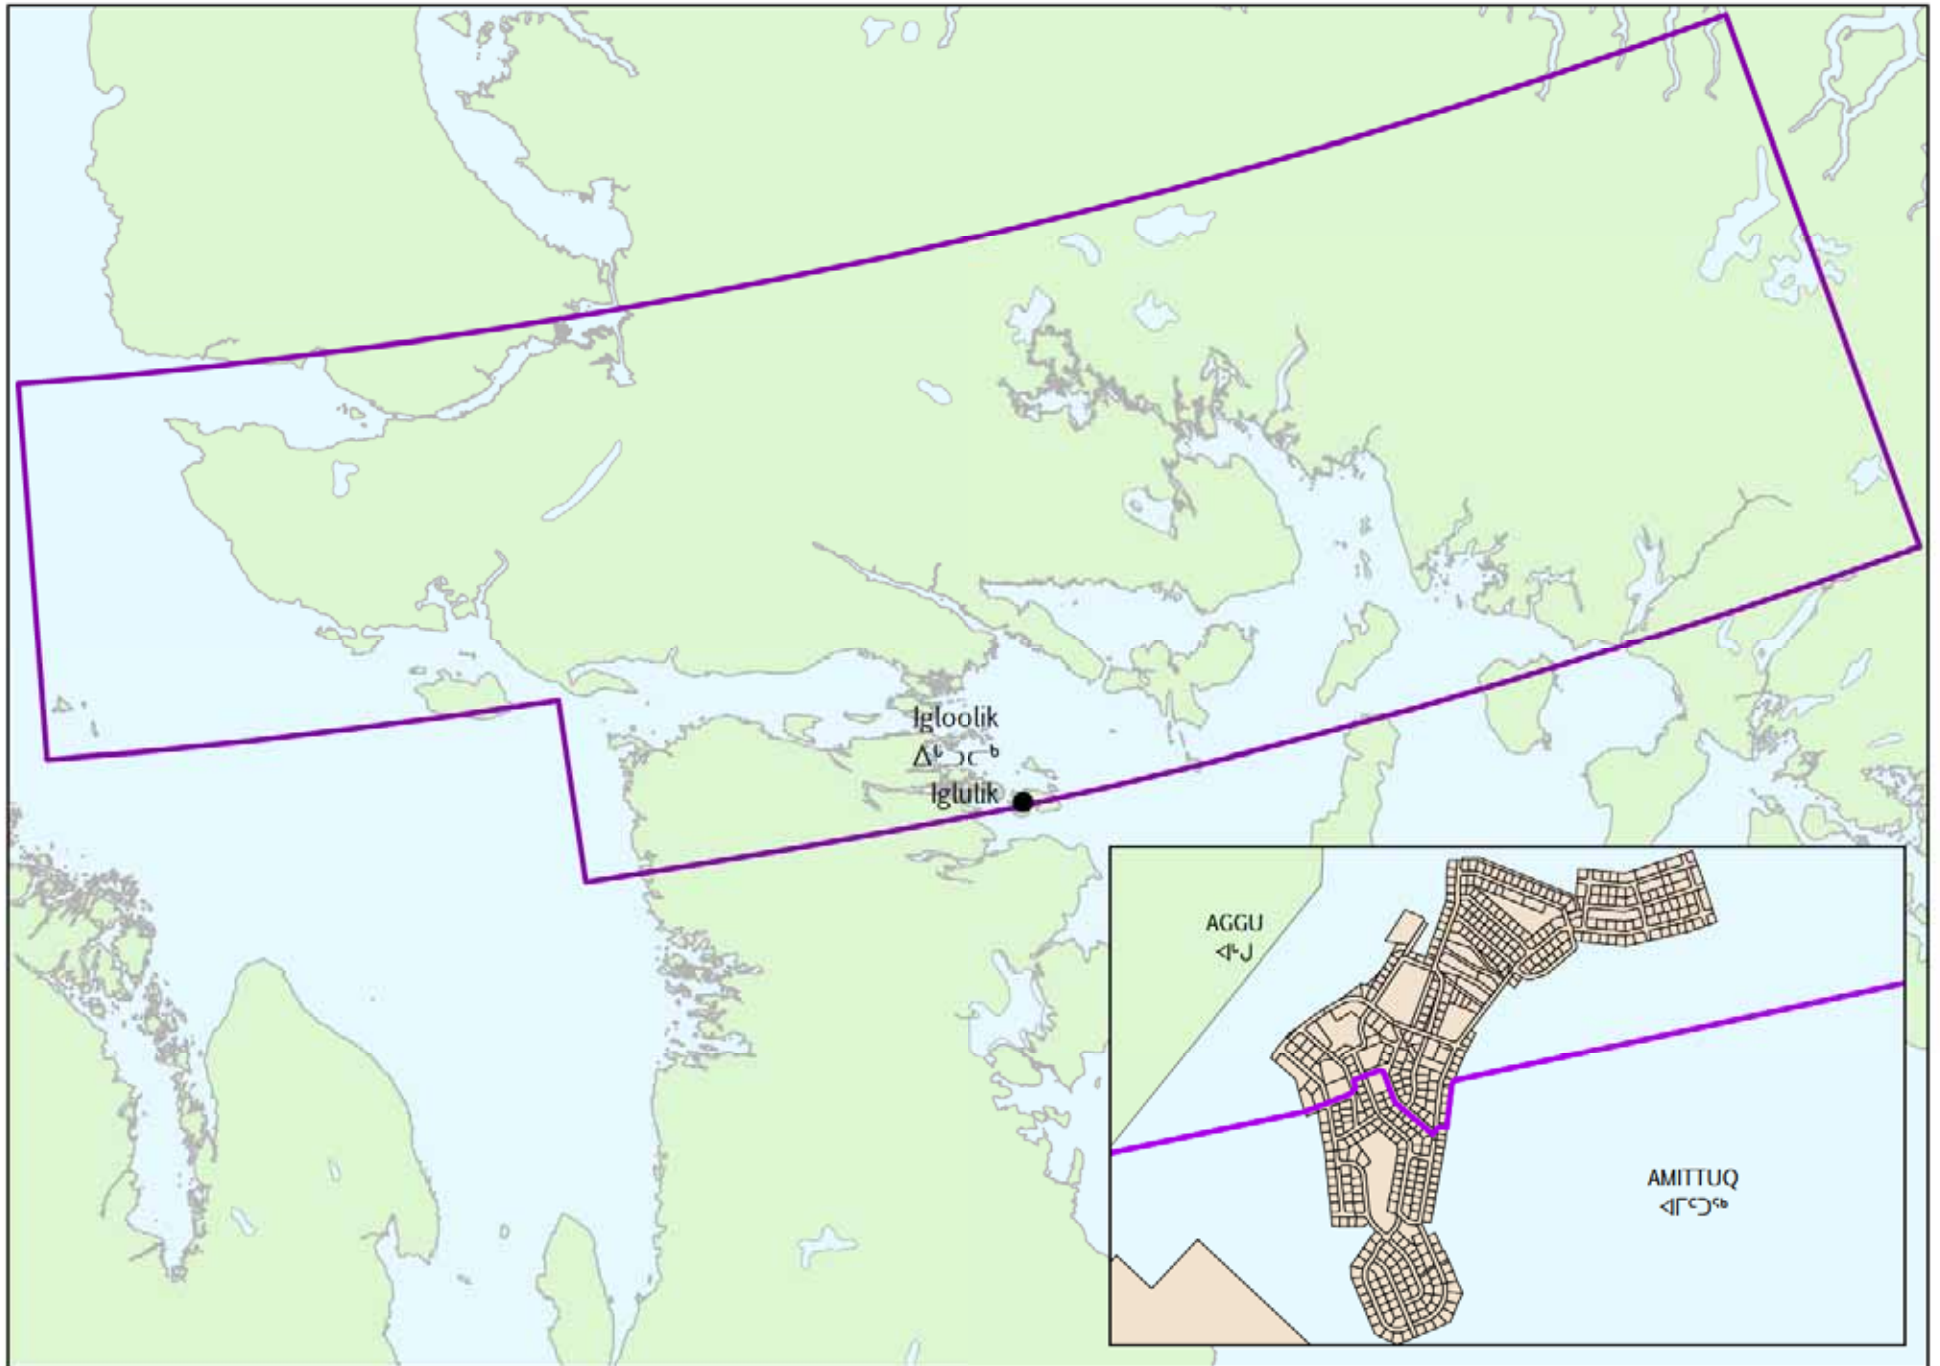 Igloolik
ᐃᒡᓗᓕᒃ
Iglulik
AGGU
ᐊᒡᒍ
AMITTUQ
ᐊᒥᑦᑐᖅ